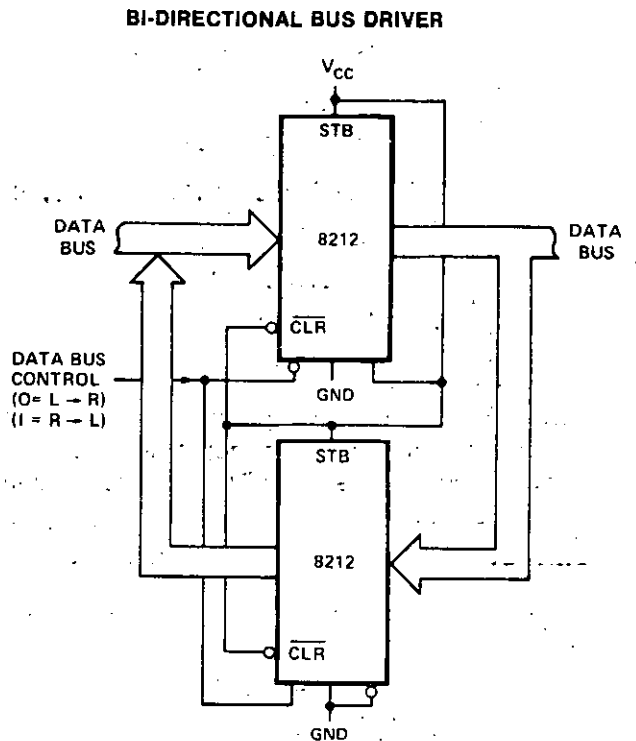 BI-DIRECTIONAL BUS DRIVER
VCC
STB
DATA
BUS
8212
DATA
BUS
CLR
DATA BUS
CONTROL
(0= L → R)
(1 = R → L)
GND
STB
8212
CLR
GND